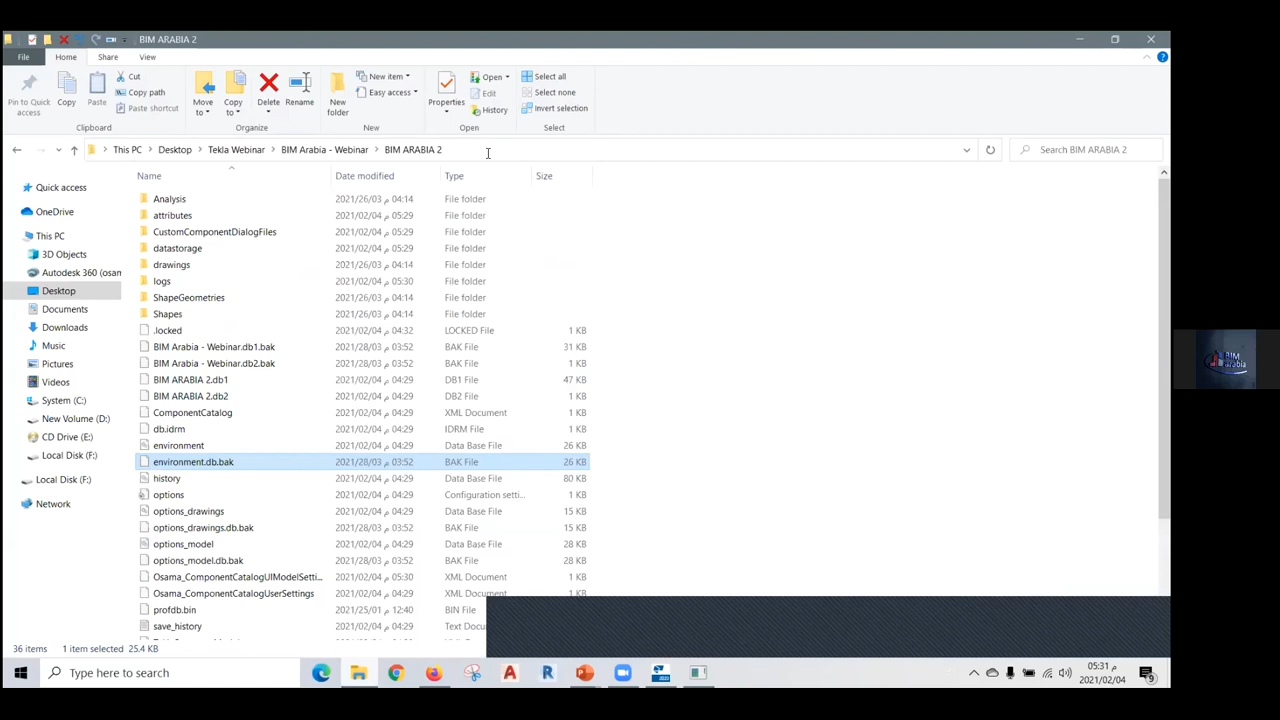 BIM ARABIA 2
File Home Share View
Pin to Quick access
Copy
Paste
Cut
Copy path
Paste shortcut
Clipboard
Move to
Copy to
Delete
Rename
Organize
New folder
New item
Easy access
New
Properties
Open
Edit
History
Open
Select all
Select none
Invert selection
Select
This PC > Desktop > Tekla Webinar > BIM Arabia - Webinar > BIM ARABIA 2
Search BIM ARABIA 2
Name Date modified Type Size
Quick access
OneDrive
This PC
3D Objects
Autodesk 360 (osam
Desktop
Documents
Downloads
Music
Pictures
Videos
System (C:)
New Volume (D:)
CD Drive (E:)
Local Disk (F:)
Local Disk (F:)
Network
Analysis 2021/26/03 04:14 م File folder
attributes 2021/02/04 05:29 م File folder
CustomComponentDialogFiles 2021/02/04 05:29 م File folder
datastorage 2021/02/04 05:29 م File folder
drawings 2021/26/03 04:14 م File folder
logs 2021/02/04 05:30 م File folder
ShapeGeometries 2021/26/03 04:14 م File folder
Shapes 2021/26/03 04:14 م File folder
.locked 2021/02/04 04:32 م LOCKED File 1 KB
BIM Arabia - Webinar.db1.bak 2021/28/03 03:52 م BAK File 31 KB
BIM Arabia - Webinar.db2.bak 2021/28/03 03:52 م BAK File 1 KB
BIM ARABIA 2.db1 2021/02/04 04:29 م DB1 File 47 KB
BIM ARABIA 2.db2 2021/02/04 04:29 م DB2 File 1 KB
ComponentCatalog 2021/02/04 04:29 م XML Document 1 KB
db.idrm 2021/02/04 04:29 م IDRM File 1 KB
environment 2021/02/04 04:29 م Data Base File 26 KB
environment.db.bak 2021/28/03 03:52 م BAK File 26 KB
history 2021/02/04 04:29 م Data Base File 80 KB
options 2021/02/04 04:29 م Configuration setti... 1 KB
options_drawings 2021/02/04 04:29 م Data Base File 15 KB
options_drawings.db.bak 2021/28/03 03:52 م BAK File 15 KB
options_model 2021/02/04 04:29 م Data Base File 28 KB
options_model.db.bak 2021/28/03 03:52 م BAK File 28 KB
Osama_ComponentCatalogUIModelSetti... 2021/02/04 05:30 م XML Document 1 KB
Osama_ComponentCatalogUserSettings 2021/02/04 04:29 م XML Document 1 KB
profdb.bin 2021/25/01 12:40 م BIN File
save_history 2021/02/04 04:29 م Text Docu
36 items 1 item selected 25.4 KB
BIM
arabia
Type here to search
05:31 م
2021/02/04
9